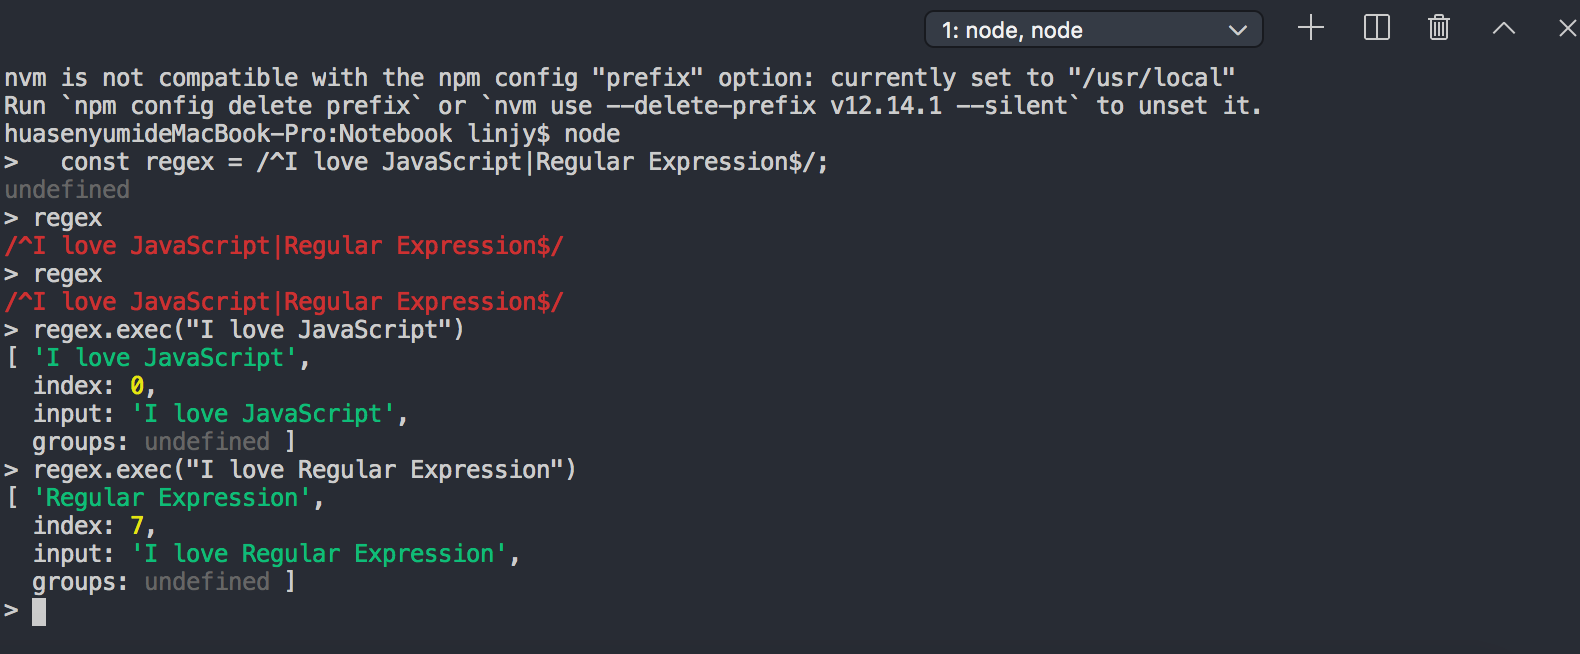 1: node, node
nvm is not compatible with the npm config "prefix" option: currently set to "/usr/local"
Run `npm config delete prefix` or `nvm use --delete-prefix v12.14.1 --silent` to unset it.
huasenyumideMacBook-Pro:Notebook linjy$ node
>   const regex = /^I love JavaScript|Regular Expression$/;
undefined
> regex
/^I love JavaScript|Regular Expression$/
> regex
/^I love JavaScript|Regular Expression$/
> regex.exec("I love JavaScript")
[ 'I love JavaScript',
  index: 0,
  input: 'I love JavaScript',
  groups: undefined ]
> regex.exec("I love Regular Expression")
[ 'Regular Expression',
  index: 7,
  input: 'I love Regular Expression',
  groups: undefined ]
>